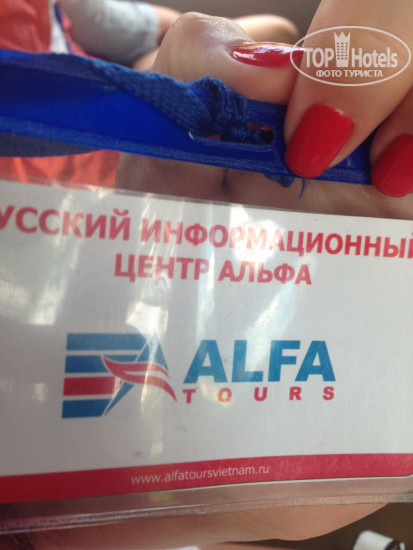 TOP Hotels
ФОТО ТУРИСТА
УССКИЙ ИНФОРМАЦИОННЫЙ
ЦЕНТР АЛЬФА
ALFA
TOURS
www.alfatoursvietnam.ru